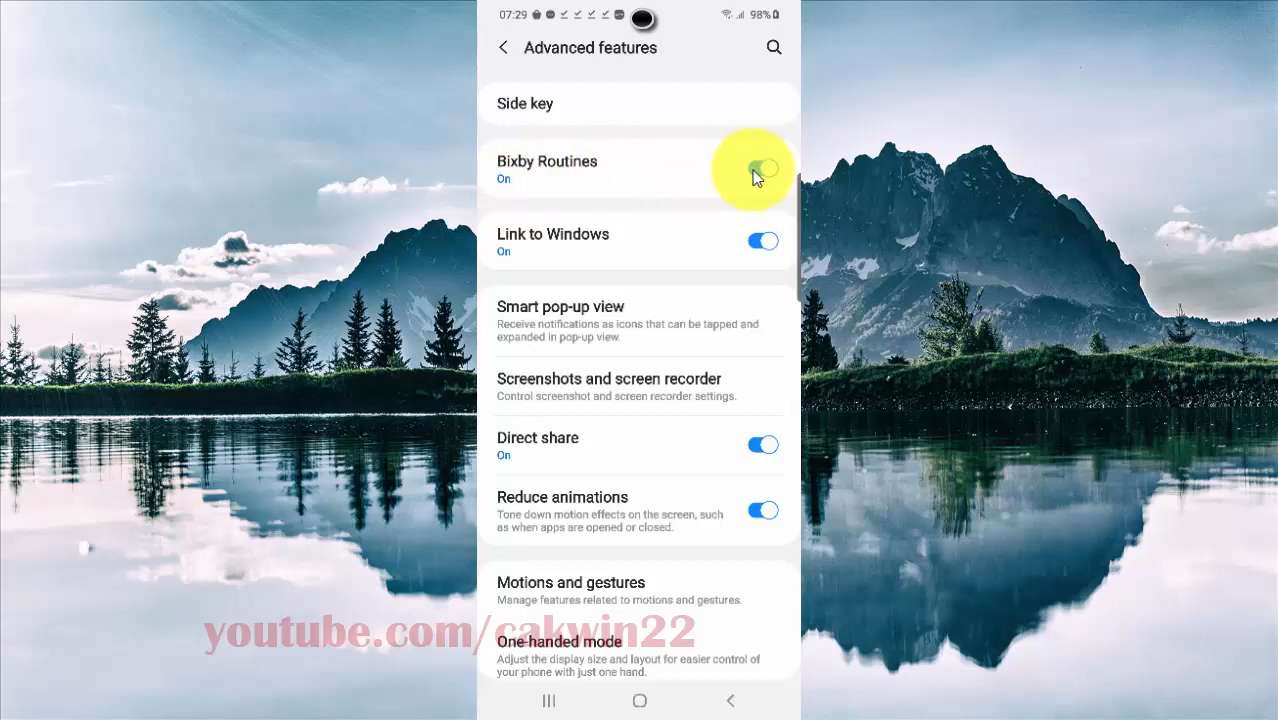 07:29 98%
Advanced features
Side key
Bixby Routines
On
Link to Windows
On
Smart pop-up view
Receive notifications as icons that can be tapped and
expanded in pop-up view.
Screenshots and screen recorder
Control screenshot and screen recorder settings.
Direct share
On
Reduce animations
Tone down motion effects on the screen, such
as when apps are opened or closed.
Motions and gestures
Manage features related to motions and gestures.
youtube.com/cakwin22
One-handed mode
Adjust the display size and layout for easier control of
your phone with just one hand.